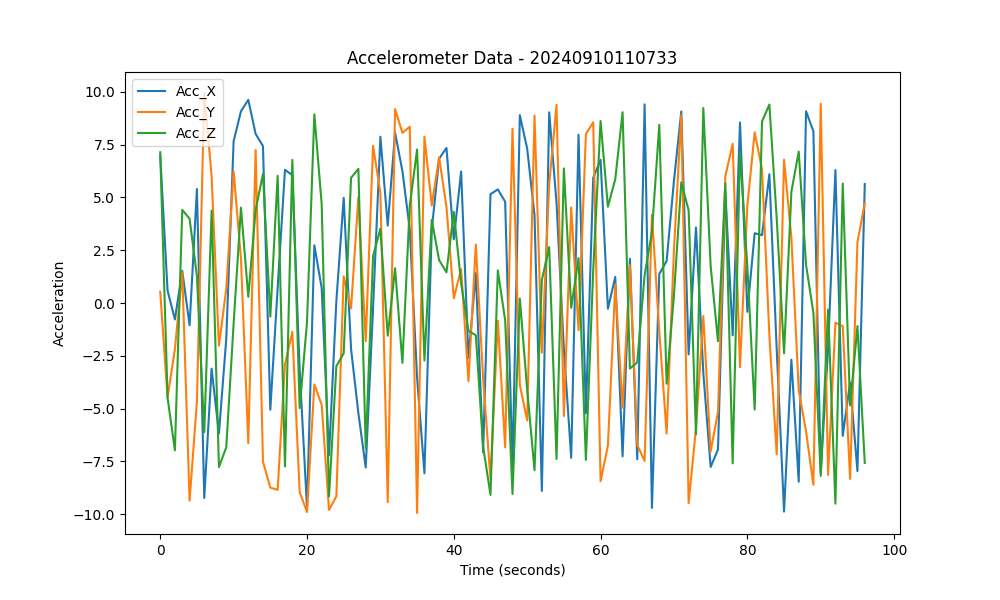 Accelerometer Data - 20240910110733
Acc_X
Acc_Y
Acc_Z
10.0
7.5
5.0
2.5
0.0
−2.5
−5.0
−7.5
−10.0
Acceleration
0 20 40 60 80 100
Time (seconds)